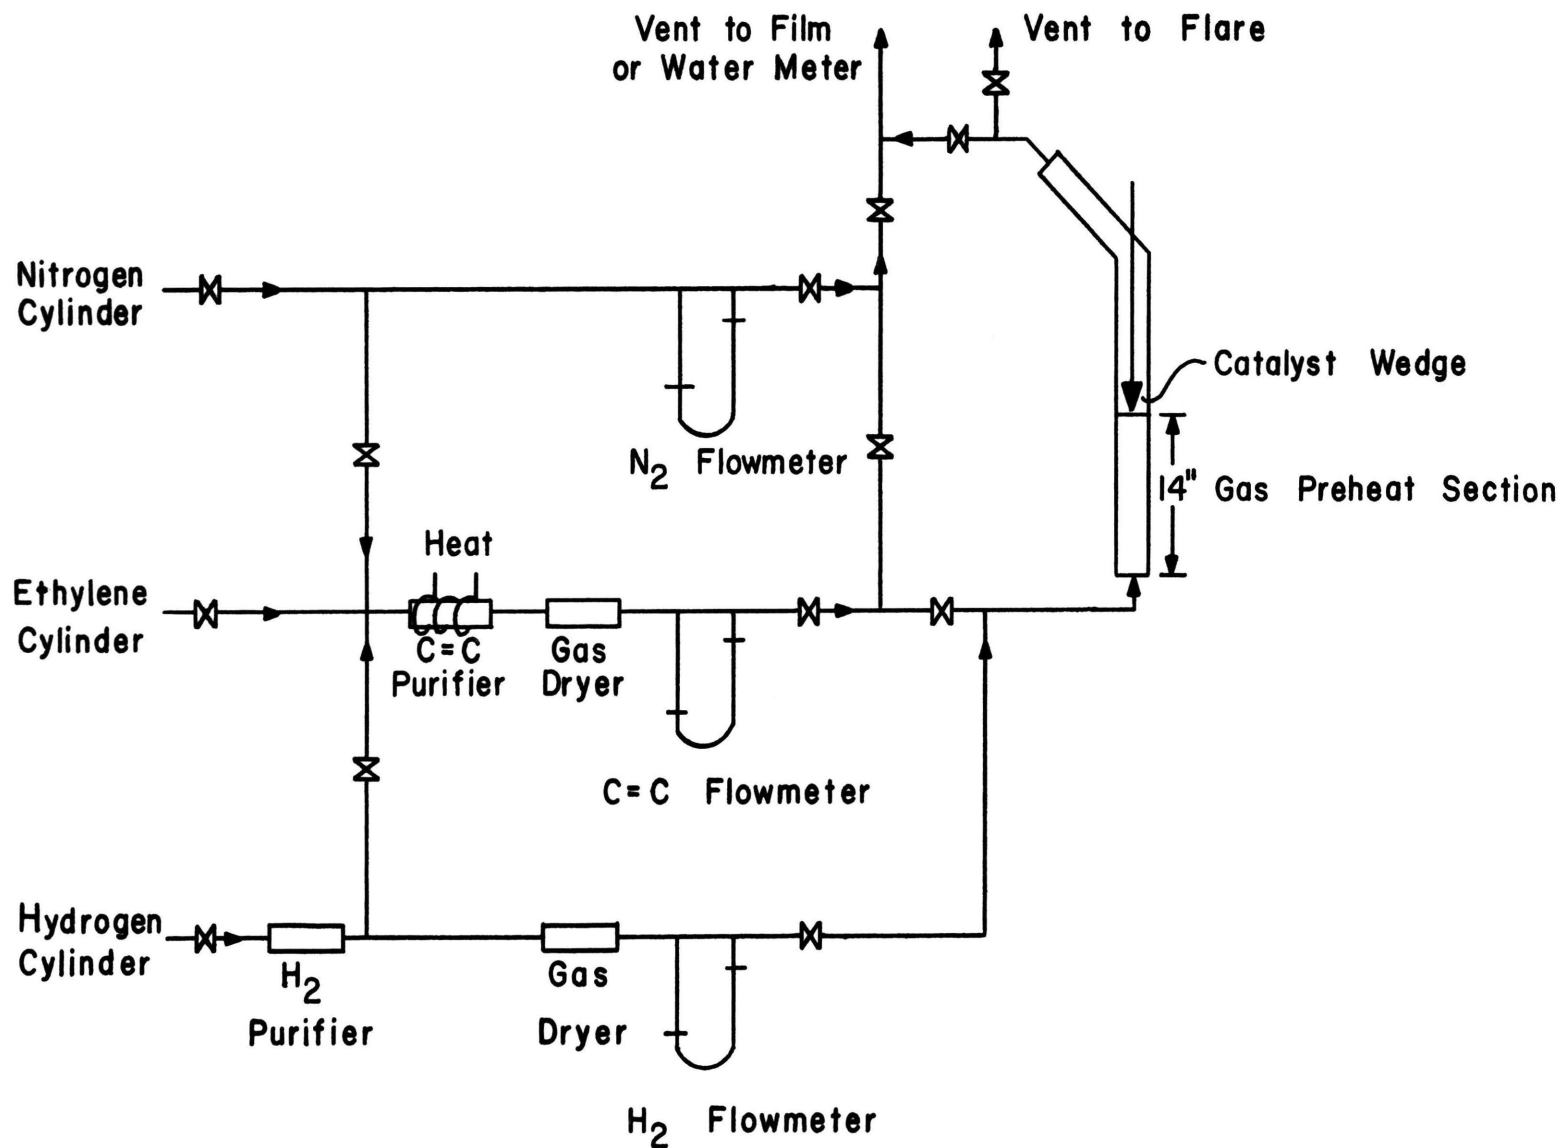 Vent to Film
or Water Meter
Vent to Flare
Nitrogen
Cylinder
Catalyst Wedge
N2 Flowmeter
14" Gas Preheat Section
Heat
Ethylene
Cylinder
C=C
Purifier
Gas
Dryer
C=C Flowmeter
Hydrogen
Cylinder
H2
Purifier
Gas
Dryer
H2 Flowmeter